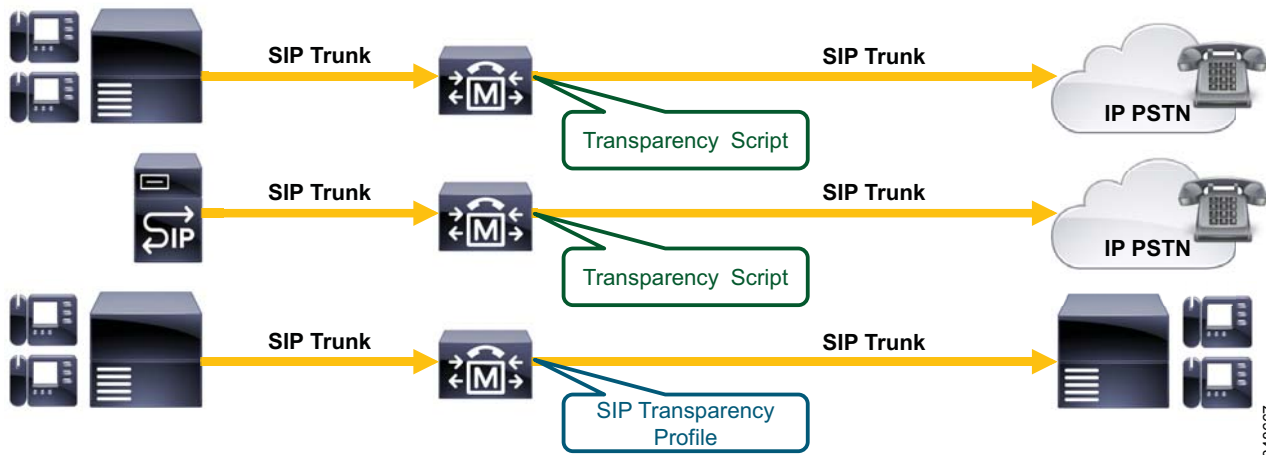 SIP Trunk
SIP Trunk
M
IP PSTN
Transparency Script
SIP Trunk
SIP Trunk
SIP
M
IP PSTN
Transparency Script
SIP Trunk
SIP Trunk
M
SIP Transparency
Profile